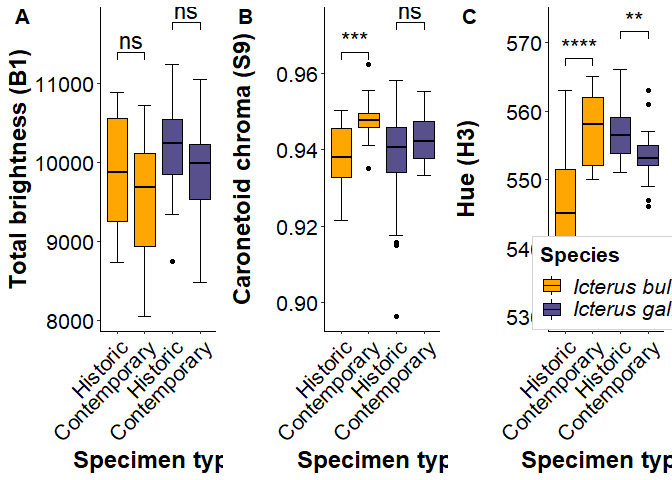 A
Total brightness (B1)
11000
10000
9000
8000
ns
ns
Historic
Contemporary
Historic
Contemporary
Specimen typ
B
Caronetoid chroma (S9)
0.96
0.94
0.92
0.90
***
ns
Historic
Contemporary
Historic
Contemporary
Specimen typ
C
Hue (H3)
570
560
550
540
530
****
**
Species
Icterus bul
Icterus gal
Historic
Contemporary
Historic
Contemporary
Specimen typ